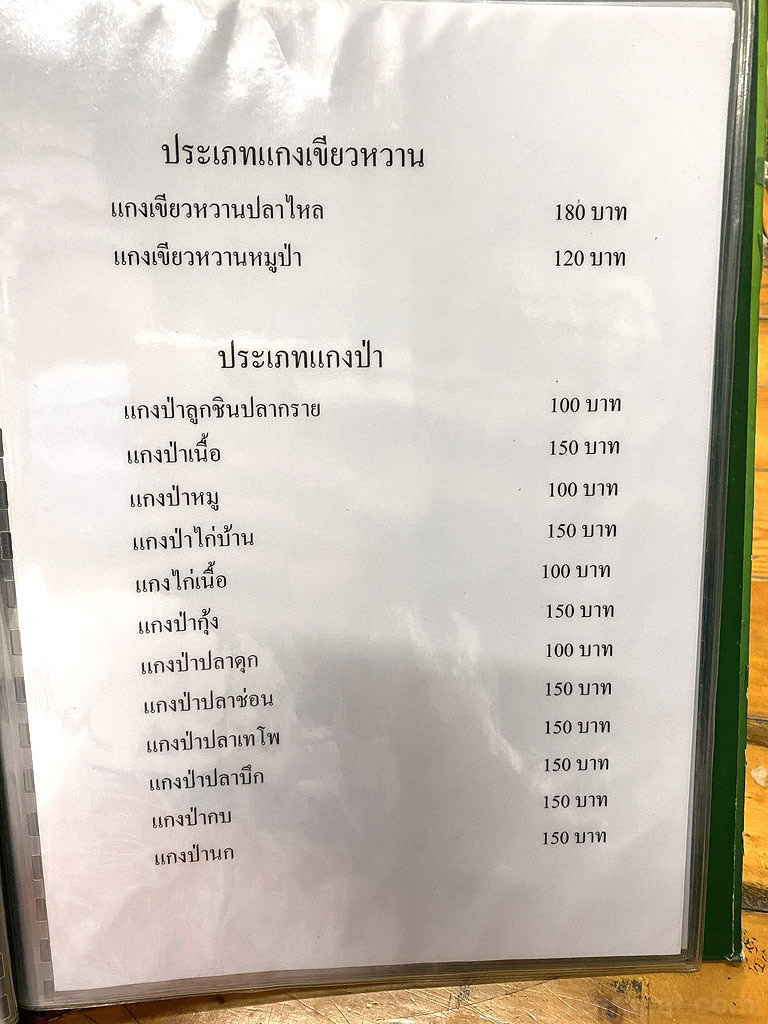 ประเภทแกงเขียวหวาน
แกงเขียวหวานปลาไหล 180 บาท
แกงเขียวหวานหมูป่า 120 บาท
ประเภทแกงป่า
แกงป่าลูกชินปลากราย 100 บาท
แกงป่าเนื้อ 150 บาท
แกงป่าหมู 100 บาท
แกงป่าไก่บ้าน 150 บาท
แกงไก่เนื้อ 100 บาท
แกงป่ากุ้ง 150 บาท
แกงป่าปลาดุก 100 บาท
แกงป่าปลาช่อน 150 บาท
แกงป่าปลาเทโพ 150 บาท
แกงป่าปลาบึก 150 บาท
แกงป่ากบ 150 บาท
แกงป่านก 150 บาท